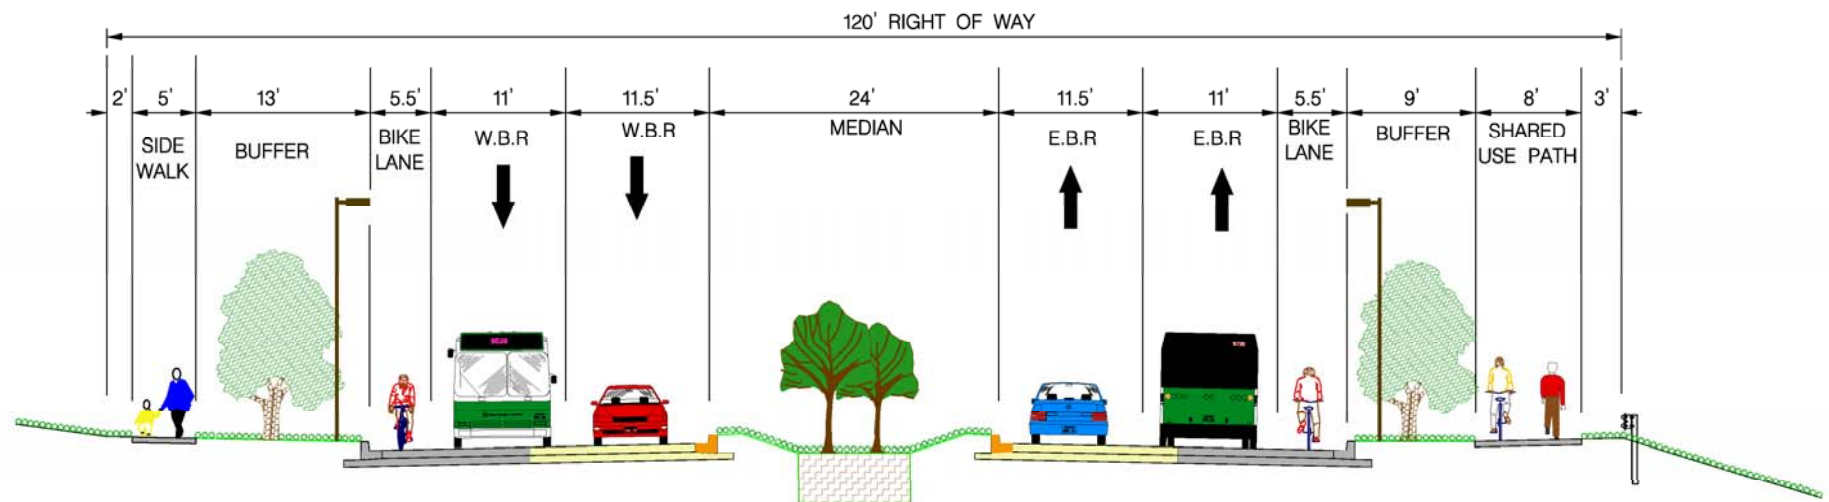 120' RIGHT OF WAY
2' 5' 13' 5.5' 11' 11.5' 24' 11.5' 11' 5.5' 9' 8' 3'
SIDE
WALK
BUFFER
BIKE
LANE
W.B.R
W.B.R
MEDIAN
E.B.R
E.B.R
BIKE
LANE
BUFFER
SHARED
USE PATH